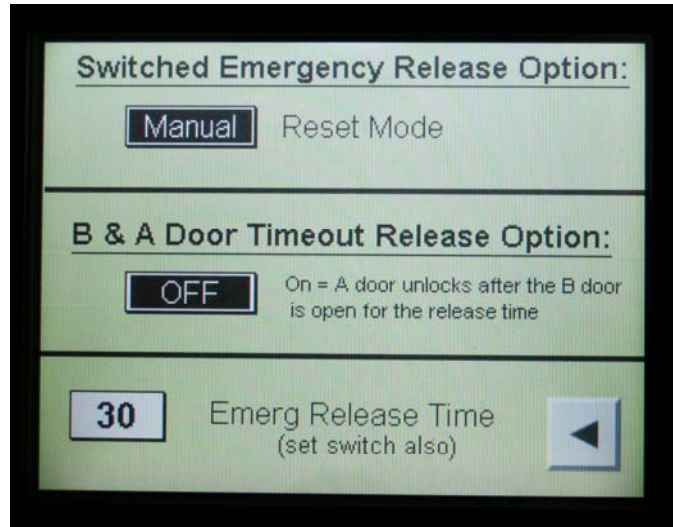 Switched Emergency Release Option:
Manual Reset Mode
B & A Door Timeout Release Option:
OFF On = A door unlocks after the B door
is open for the release time
30 Emerg Release Time
(set switch also)